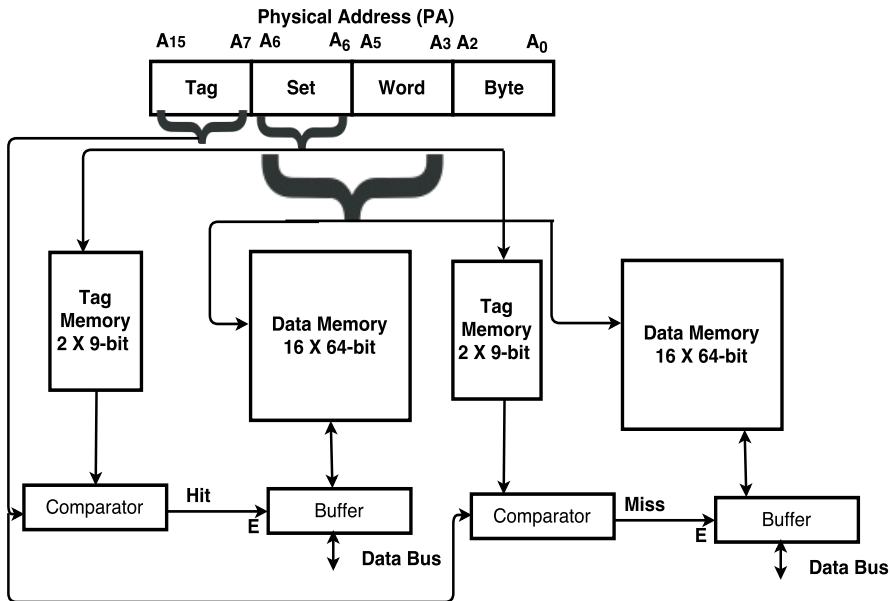 Physical Address (PA)
A15 A7 A6 A6 A5 A3 A2 A0
Tag Set Word Byte
Tag
Memory
2 X 9-bit
Data Memory
16 X 64-bit
Tag
Memory
2 X 9-bit
Data Memory
16 X 64-bit
Comparator
Hit
E
Buffer
Data Bus
Comparator
Miss
E
Buffer
Data Bus